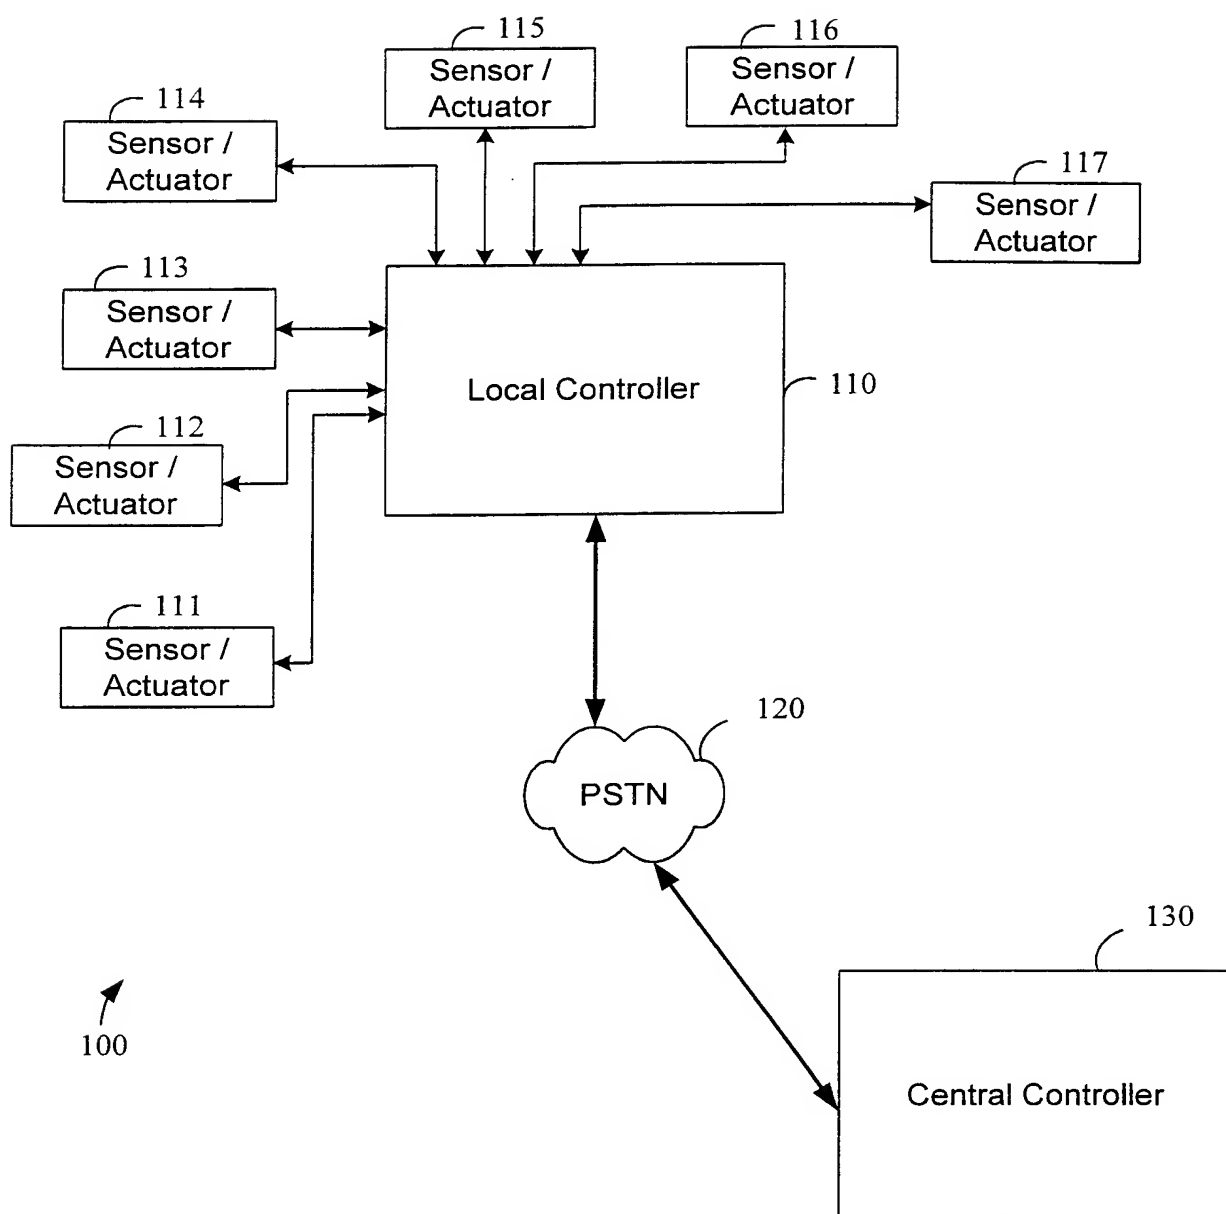 115
Sensor /
Actuator
116
Sensor /
Actuator
114
Sensor /
Actuator
117
Sensor /
Actuator
113
Sensor /
Actuator
Local Controller
110
112
Sensor /
Actuator
111
Sensor /
Actuator
120
PSTN
130
100
Central Controller